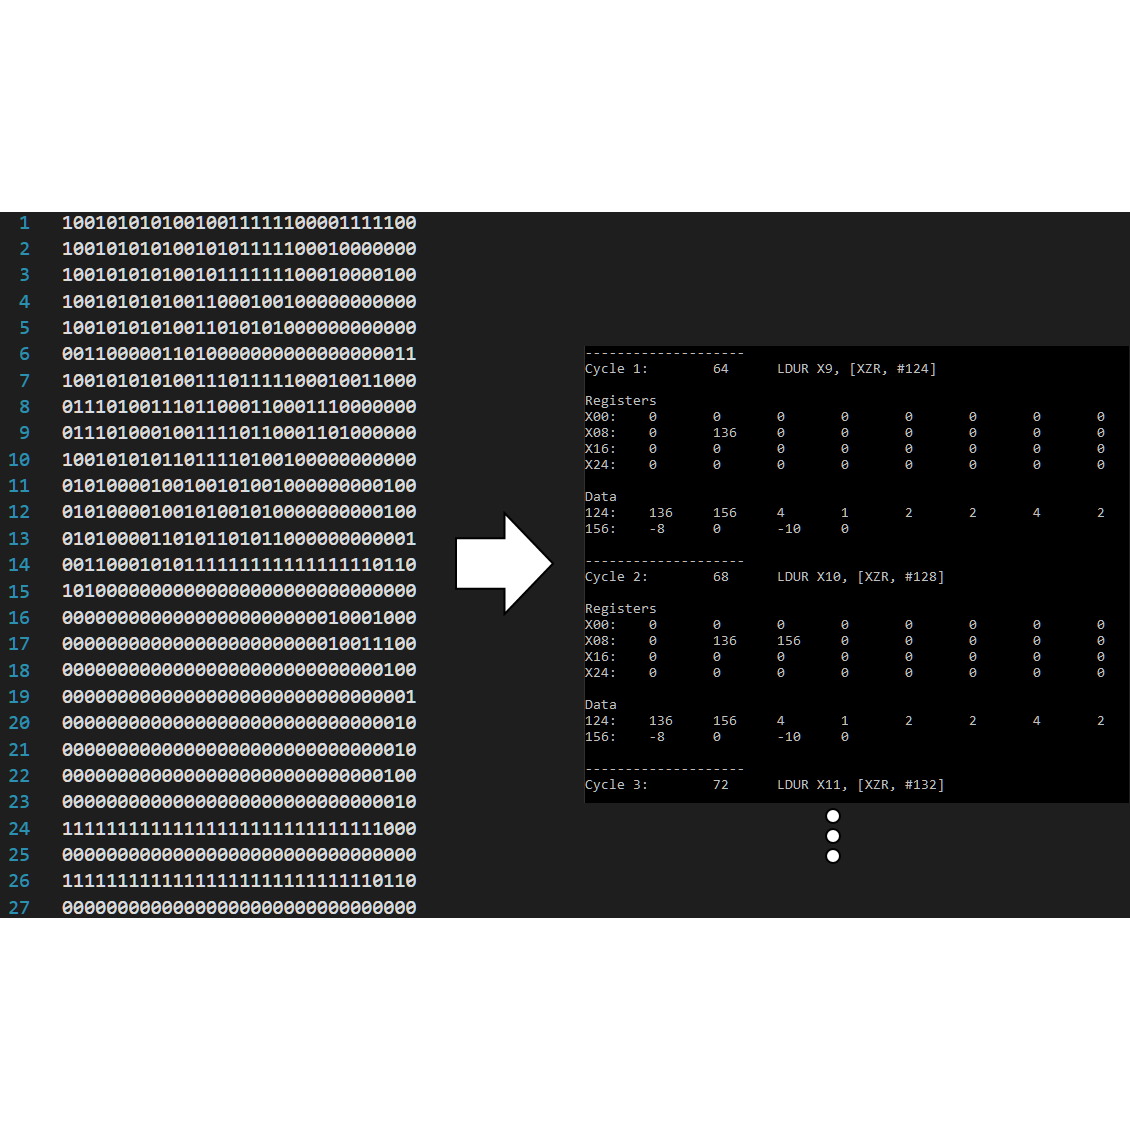 1 10010101010010011111100001111100
2 10010101010010101111100010000000
3 10010101010010111111100010000100
4 10010101010011000100100000000000
5 10010101010011010101000000000000
6 00110000011010000000000000000011
7 10010101010011101111100010011000
8 01110100111011000110001110000000
9 01110100010011110110001101000000
10 10010101011011110100100000000000
11 01010000100100101001000000000100
12 01010000100101001010000000000100
13 01010000110101101011000000000001
14 00110001010111111111111111110110
15 10100000000000000000000000000000
16 00000000000000000000000010001000
17 00000000000000000000000010011100
18 00000000000000000000000000000100
19 00000000000000000000000000000001
20 00000000000000000000000000000010
21 00000000000000000000000000000010
22 00000000000000000000000000000100
23 00000000000000000000000000000010
24 11111111111111111111111111111000
25 00000000000000000000000000000000
26 11111111111111111111111111110110
27 00000000000000000000000000000000
--------------------
Cycle 1: 64 LDUR X9, [XZR, #124]
Registers
X00: 0 0 0 0 0 0 0 0
X08: 0 136 0 0 0 0 0 0
X16: 0 0 0 0 0 0 0 0
X24: 0 0 0 0 0 0 0 0
Data
124: 136 156 4 1 2 2 4 2
156: -8 0 -10 0
--------------------
Cycle 2: 68 LDUR X10, [XZR, #128]
Registers
X00: 0 0 0 0 0 0 0 0
X08: 0 136 156 0 0 0 0 0
X16: 0 0 0 0 0 0 0 0
X24: 0 0 0 0 0 0 0 0
Data
124: 136 156 4 1 2 2 4 2
156: -8 0 -10 0
--------------------
Cycle 3: 72 LDUR X11, [XZR, #132]